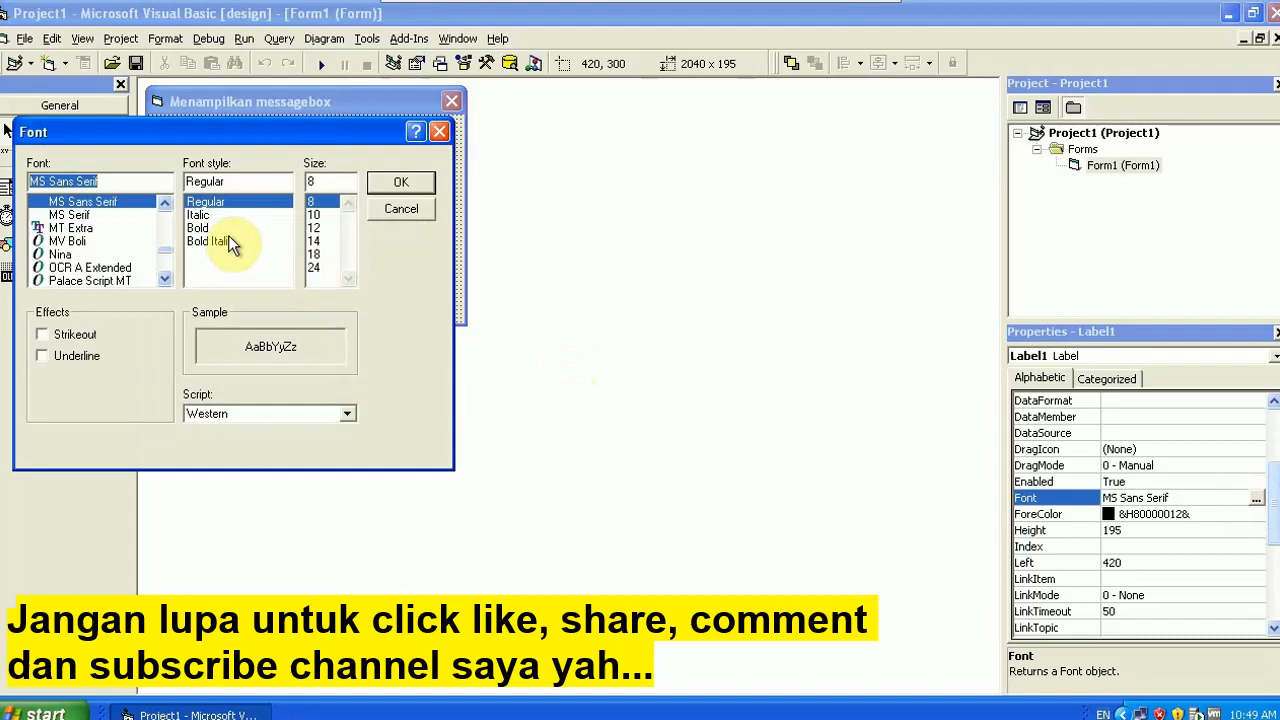 Project1 - Microsoft Visual Basic [design] - [Form1 (Form)]
File Edit View Project Format Debug Run Query Diagram Tools Add-Ins Window Help
420, 300
2040 x 195
General
Menampilkan messagebox
Font
Font:
MS Sans Serif
MS Sans Serif
MS Serif
MT Extra
MV Boli
Nina
OCR A Extended
Palace Script MT
Font style:
Regular
Regular
Italic
Bold
Bold Itali
Size:
8
8
10
12
14
18
24
OK
Cancel
Effects
Strikeout
Underline
Sample
AaBbYyZz
Script:
Western
Project - Project1
Project1 (Project1)
Forms
Form1 (Form1)
Properties - Label1
Label1 Label
Alphabetic Categorized
DataFormat
DataMember
DataSource
DragIcon (None)
DragMode 0 - Manual
Enabled True
Font MS Sans Serif ...
ForeColor &H80000012&
Height 195
Index
Left 420
LinkItem
LinkMode 0 - None
LinkTimeout 50
LinkTopic
Font
Returns a Font object.
Jangan lupa untuk click like, share, comment
dan subscribe channel saya yah...
start
Project1 - Microsoft V...
EN
10:49 AM